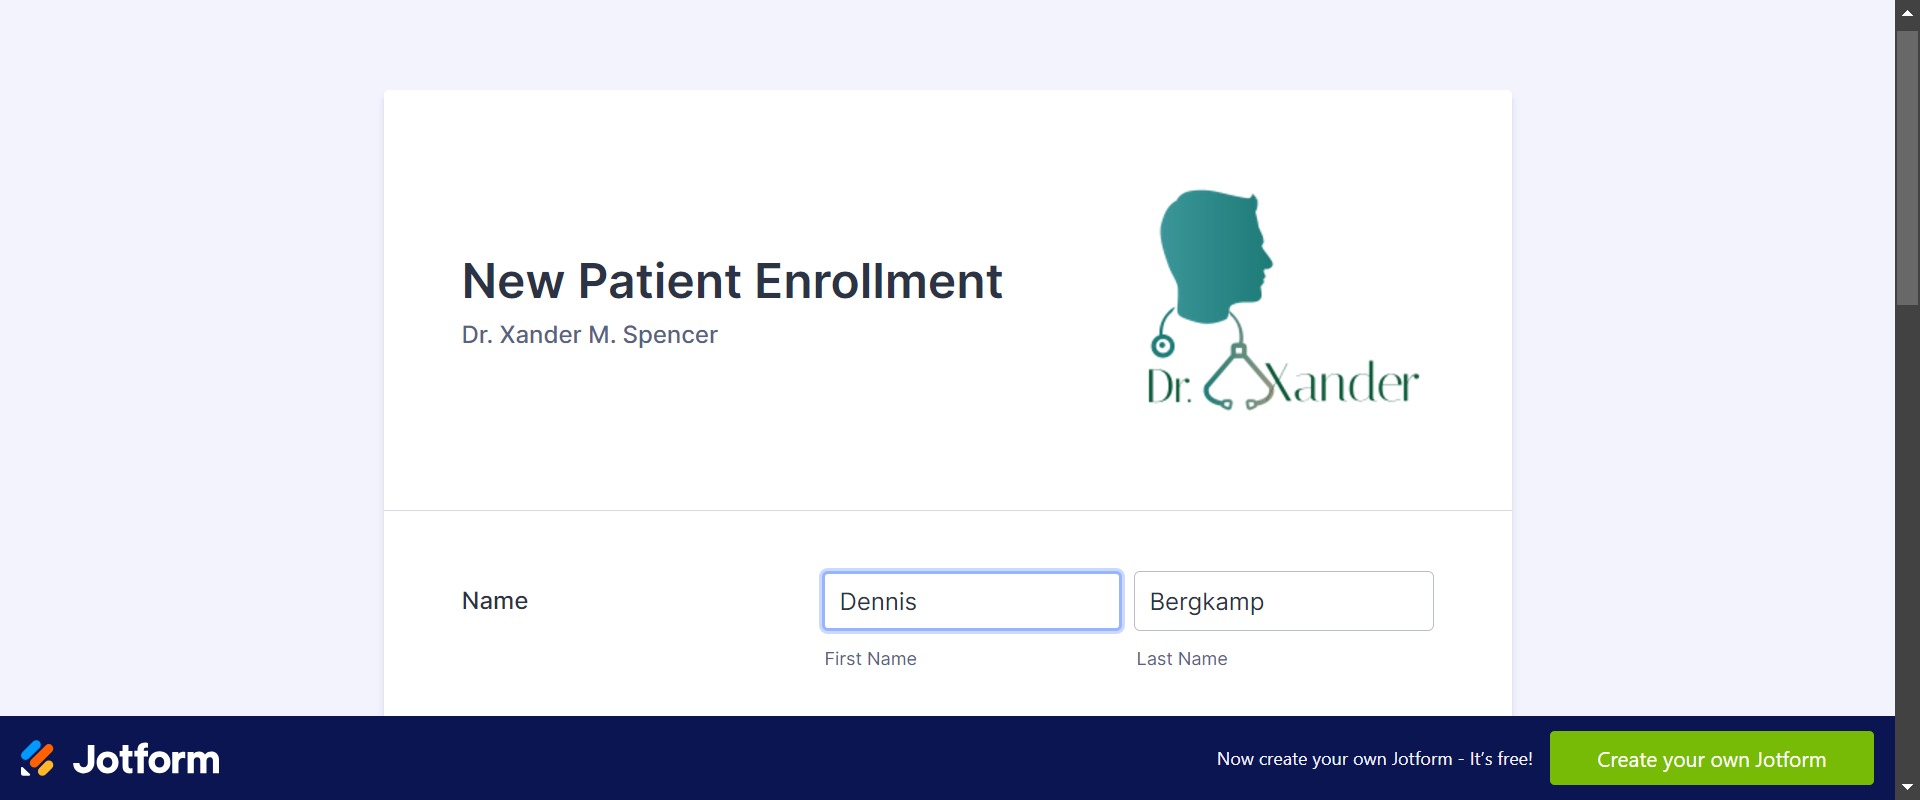 New Patient Enrollment
Dr. Xander M. Spencer
Dr. Xander
Name
Dennis
Bergkamp
First Name
Last Name
Jotform
Now create your own Jotform - It's free!
Create your own Jotform